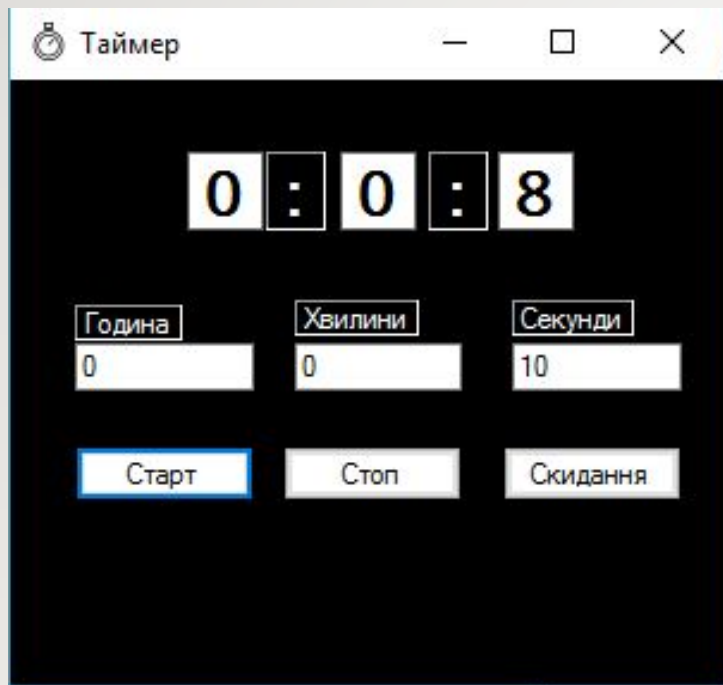 Таймер
0 : 0 : 8
Година Хвилини Секунди
0 0 10
Старт Стоп Скидання